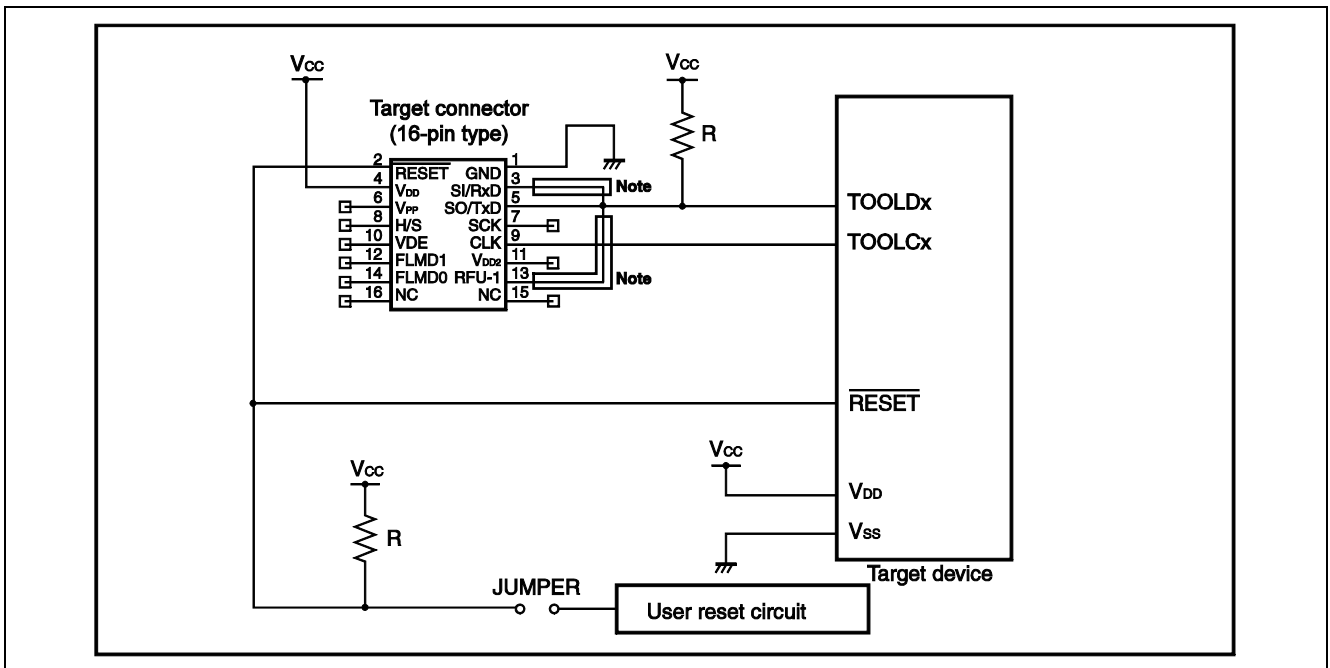 VCC
VCC
Target connector
(16-pin type)
R
2 RESET GND 1
4 VDD SI/RxD 3 Note
6 VPP SO/TxD 5 TOOLDx
8 H/S SCK 7
10 VDE CLK 9 TOOLCx
12 FLMD1 VDD2 11
14 FLMD0 RFU-1 13 Note
16 NC NC 15
RESET
VCC
VCC
VDD
R
VSS
Target device
JUMPER
User reset circuit